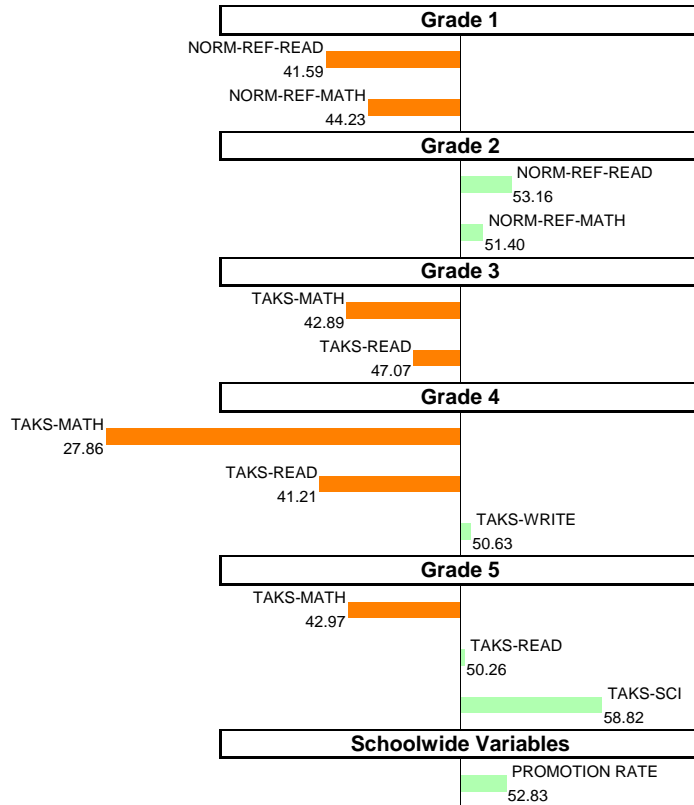 Grade 1
NORM-REF-READ
41.59
NORM-REF-MATH
44.23
Grade 2
NORM-REF-READ
53.16
NORM-REF-MATH
51.40
Grade 3
TAKS-MATH
42.89
TAKS-READ
47.07
Grade 4
TAKS-MATH
27.86
TAKS-READ
41.21
TAKS-WRITE
50.63
Grade 5
TAKS-MATH
42.97
TAKS-READ
50.26
TAKS-SCI
58.82
Schoolwide Variables
PROMOTION RATE
52.83